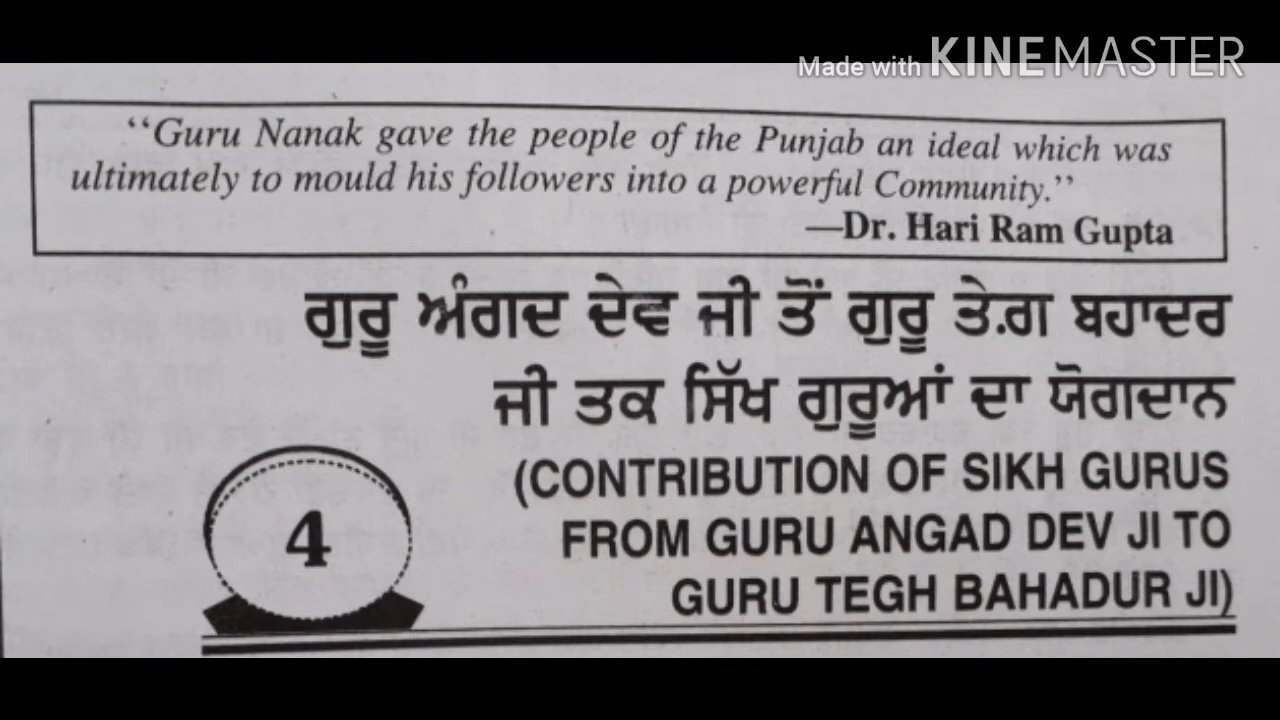 Made with KINEMASTER
“Guru Nanak gave the people of the Punjab an ideal which was
ultimately to mould his followers into a powerful Community.”
—Dr. Hari Ram Gupta
ਗੁਰੂ ਅੰਗਦ ਦੇਵ ਜੀ ਤੋਂ ਗੁਰੂ ਤੇਗ ਬਹਾਦਰ
ਜੀ ਤਕ ਸਿੱਖ ਗੁਰੂਆਂ ਦਾ ਯੋਗਦਾਨ
(CONTRIBUTION OF SIKH GURUS
FROM GURU ANGAD DEV JI TO
GURU TEGH BAHADUR JI)
4